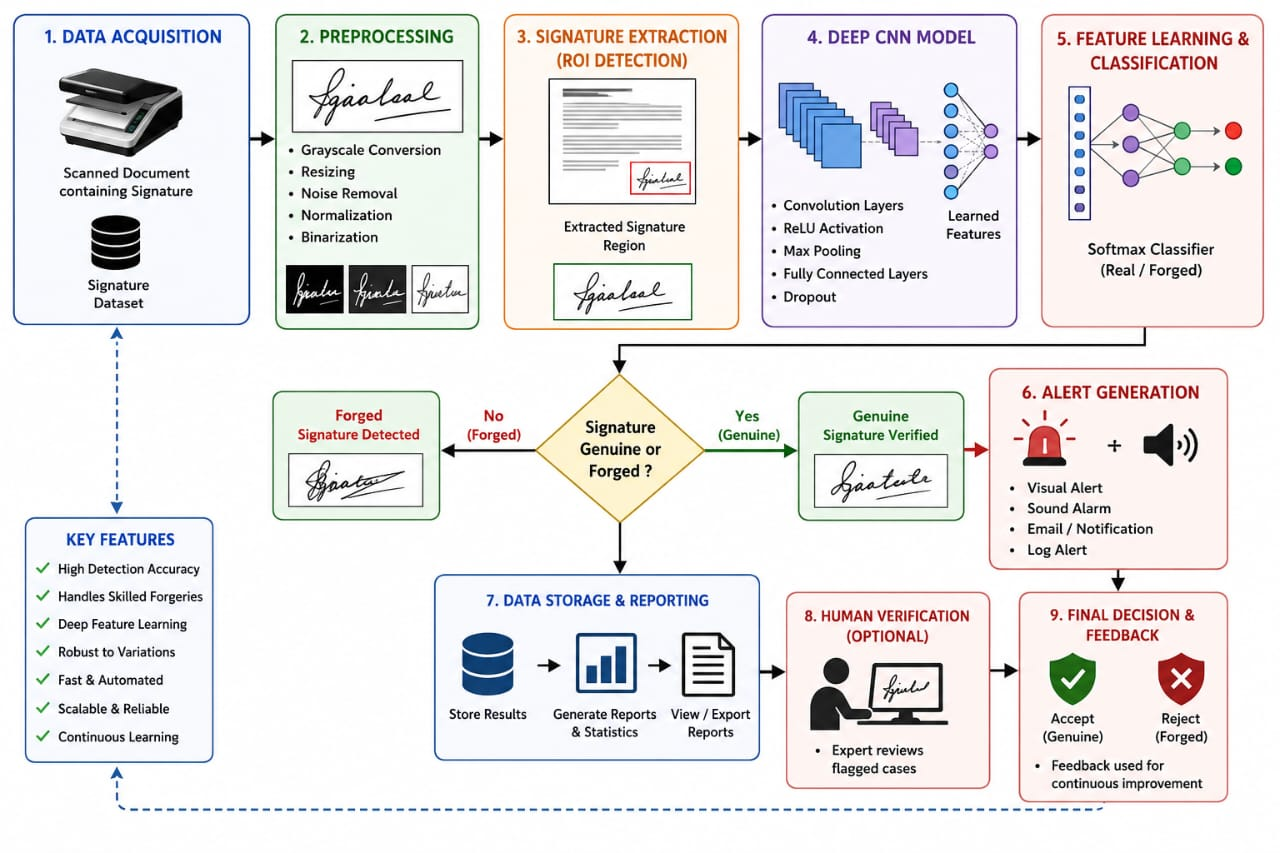 1. DATA ACQUISITION
Scanned Document
containing Signature
Signature
Dataset
2. PREPROCESSING
• Grayscale Conversion
• Resizing
• Noise Removal
• Normalization
• Binarization
3. SIGNATURE EXTRACTION
(ROI DETECTION)
Extracted Signature
Region
4. DEEP CNN MODEL
• Convolution Layers
• ReLU Activation
• Max Pooling
• Fully Connected Layers
• Dropout
Learned
Features
5. FEATURE LEARNING &
CLASSIFICATION
Softmax Classifier
(Real / Forged)
Forged
Signature Detected
No
(Forged)
Signature
Genuine or
Forged ?
Yes
(Genuine)
Genuine
Signature Verified
6. ALERT GENERATION
+
• Visual Alert
• Sound Alarm
• Email / Notification
• Log Alert
KEY FEATURES
✓ High Detection Accuracy
✓ Handles Skilled Forgeries
✓ Deep Feature Learning
✓ Robust to Variations
✓ Fast & Automated
✓ Scalable & Reliable
✓ Continuous Learning
7. DATA STORAGE & REPORTING
Store Results
Generate Reports
& Statistics
View / Export
Reports
8. HUMAN VERIFICATION
(OPTIONAL)
• Expert reviews
flagged cases
9. FINAL DECISION &
FEEDBACK
Accept
(Genuine)
Reject
(Forged)
• Feedback used for
continuous improvement